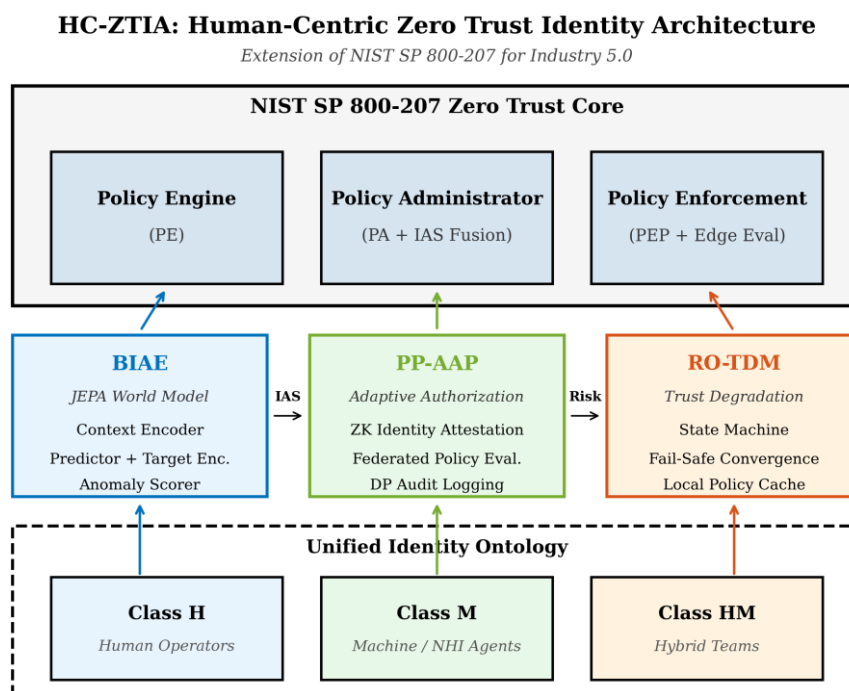 HC-ZTIA: Human-Centric Zero Trust Identity Architecture
Extension of NIST SP 800-207 for Industry 5.0
NIST SP 800-207 Zero Trust Core
Policy Engine
(PE)
Policy Administrator
(PA + IAS Fusion)
Policy Enforcement
(PEP + Edge Eval)
BIAE
JEPA World Model
Context Encoder
Predictor + Target Enc.
Anomaly Scorer
IAS
PP-AAP
Adaptive Authorization
ZK Identity Attestation
Federated Policy Eval.
DP Audit Logging
Risk
RO-TDM
Trust Degradation
State Machine
Fail-Safe Convergence
Local Policy Cache
Unified Identity Ontology
Class H
Human Operators
Class M
Machine / NHI Agents
Class HM
Hybrid Teams